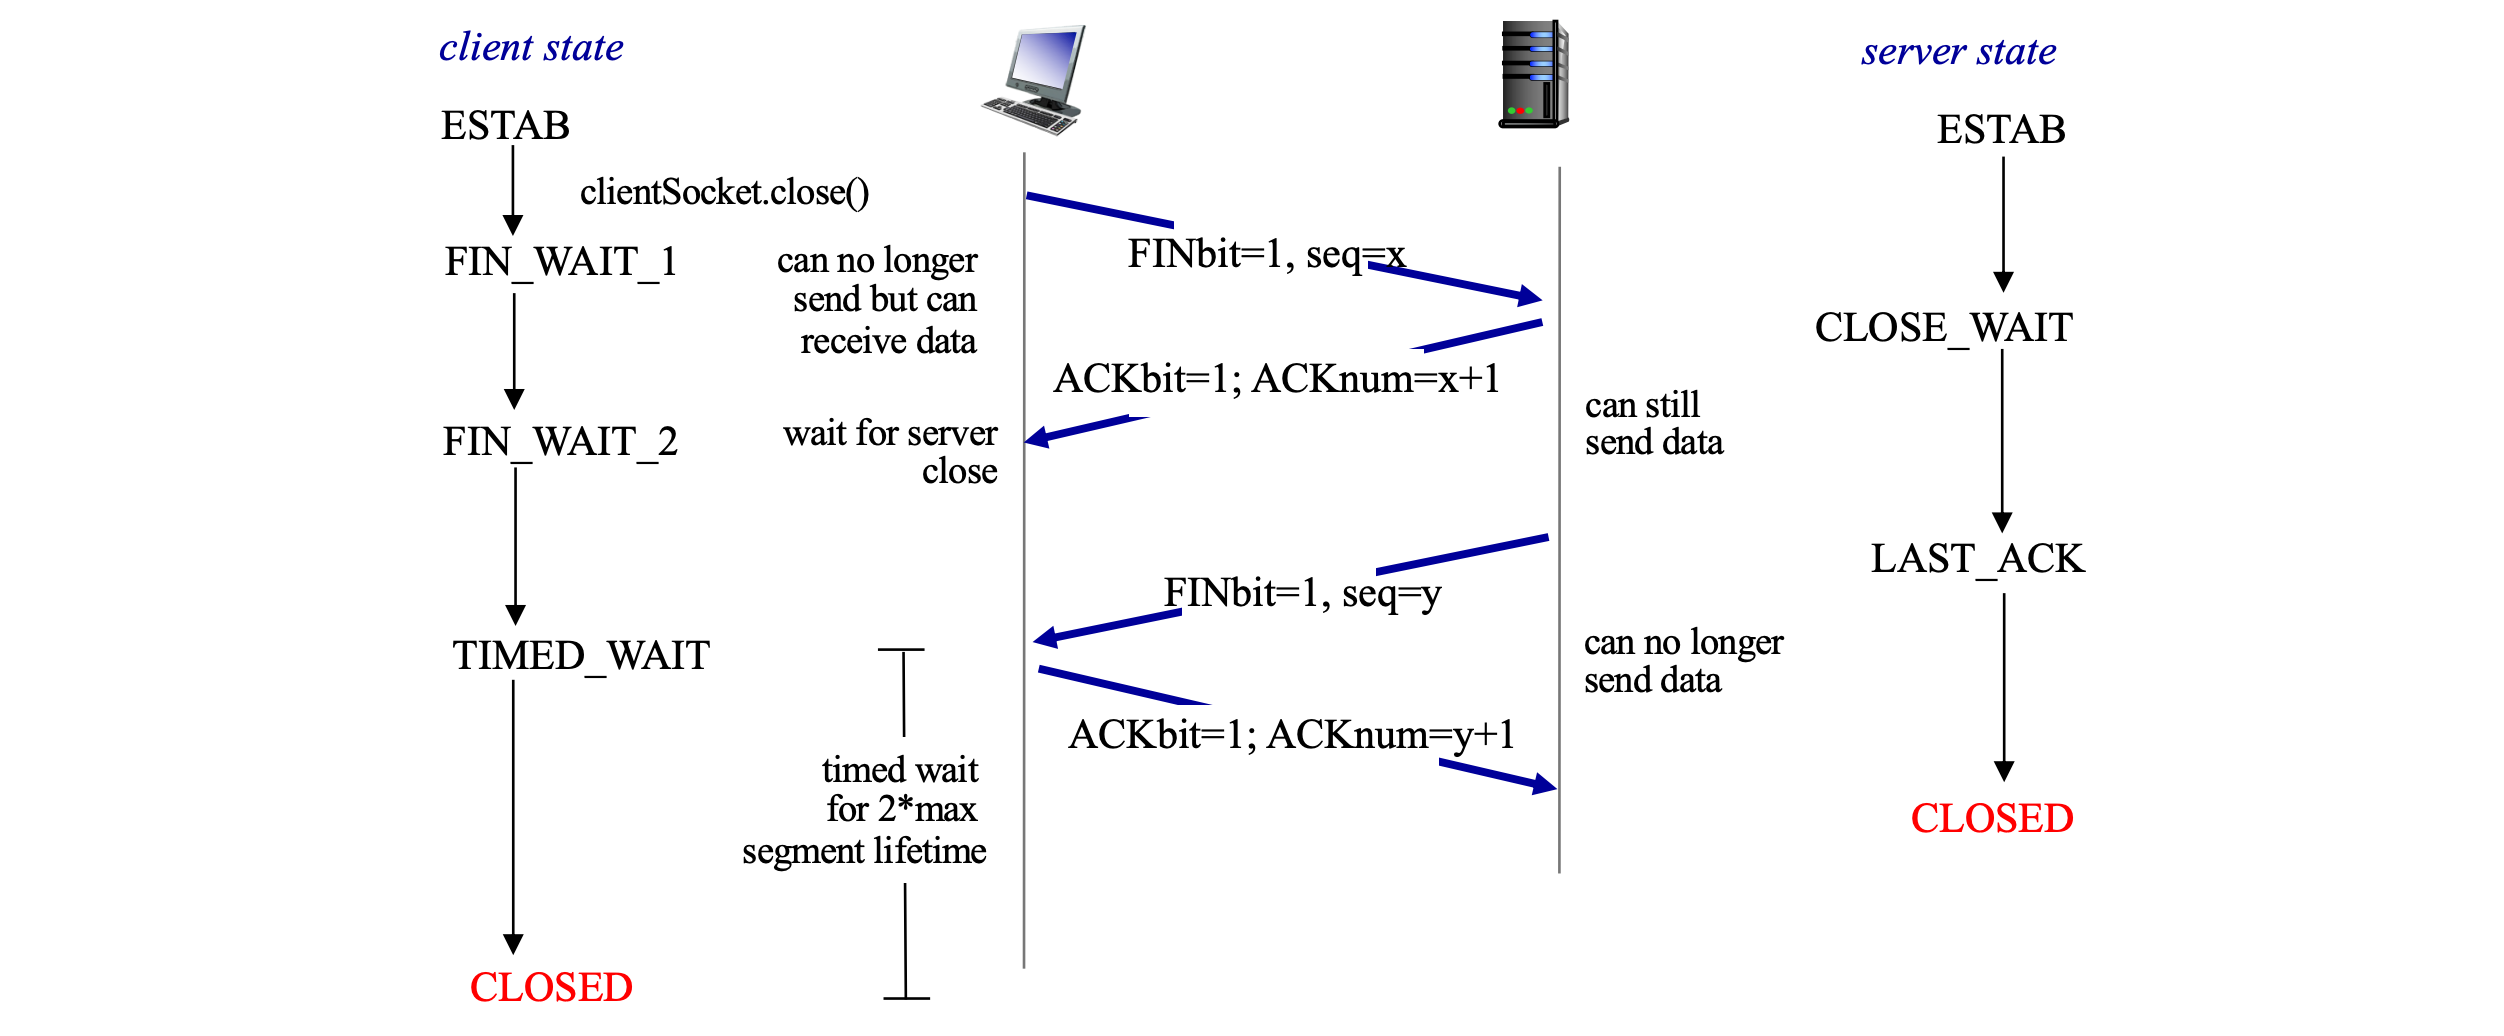 client state
server state
ESTAB
ESTAB
clientSocket.close()
FIN_WAIT_1
can no longer
send but can
receive data
FINbit=1, seq=x
CLOSE_WAIT
ACKbit=1; ACKnum=x+1
can still
send data
FIN_WAIT_2
wait for server
close
LAST_ACK
FINbit=1, seq=y
can no longer
send data
TIMED_WAIT
ACKbit=1; ACKnum=y+1
timed wait
for 2*max
segment lifetime
CLOSED
CLOSED